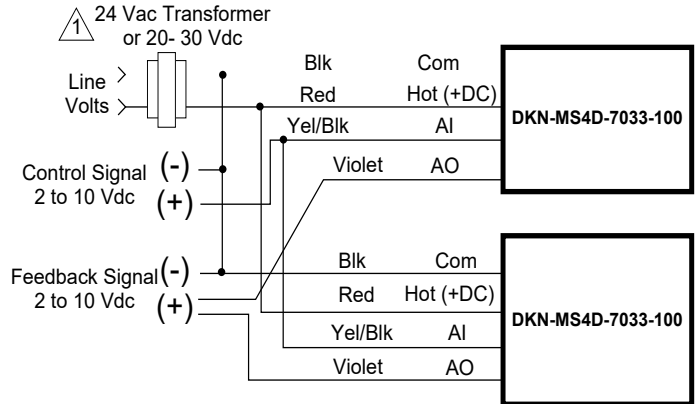 1
24 Vac Transformer
or 20- 30 Vdc
Line
Volts
Blk Com
Red Hot (+DC)
Yel/Blk AI
Violet AO
DKN-MS4D-7033-100
Control Signal (-)
2 to 10 Vdc (+)
Feedback Signal (-)
2 to 10 Vdc (+)
Blk Com
Red Hot (+DC)
Yel/Blk AI
Violet AO
DKN-MS4D-7033-100